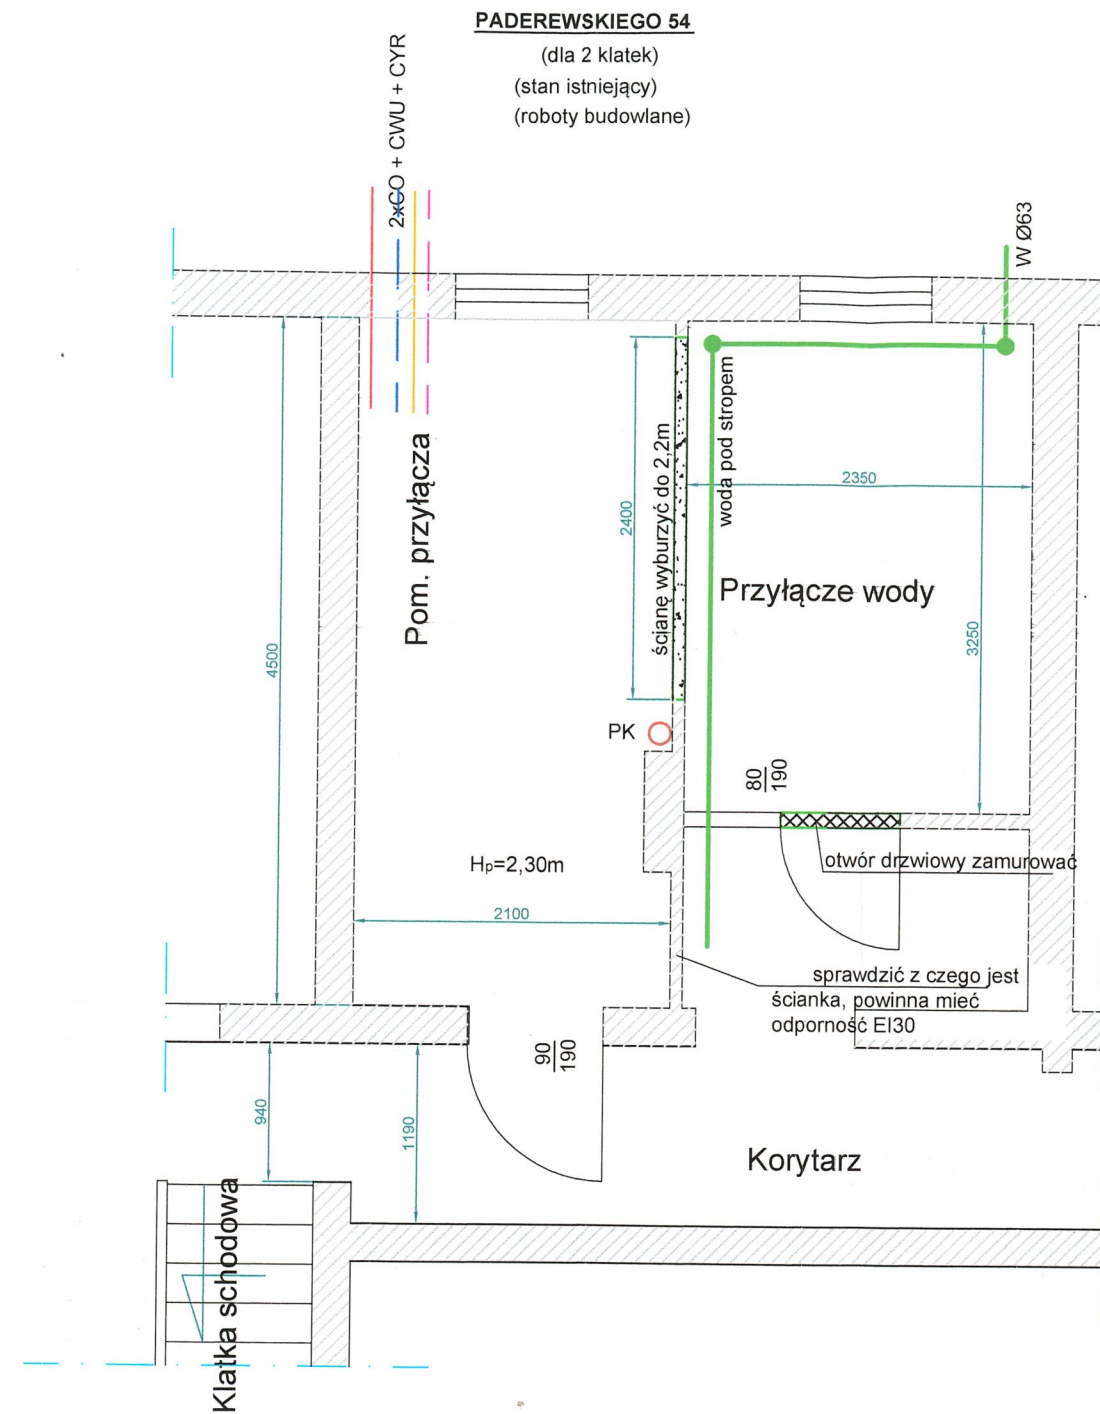 PADEREWSKIEGO 54
(dla 2 klatek)
(stan istniejący)
(roboty budowlane)
2xCO + CWU + CYR
W Ø63
woda pod stropem
ścianę wyburzyć do 2,2m
2400
2350
Pom. przyłącza
Przyłącze wody
4500
3250
PK
80
190
otwór drzwiowy zamurować
Hp=2,30m
2100
sprawdzić z czego jest
ścianka, powinna mieć
odporność EI30
90
190
940
1190
Korytarz
Klatka schodowa